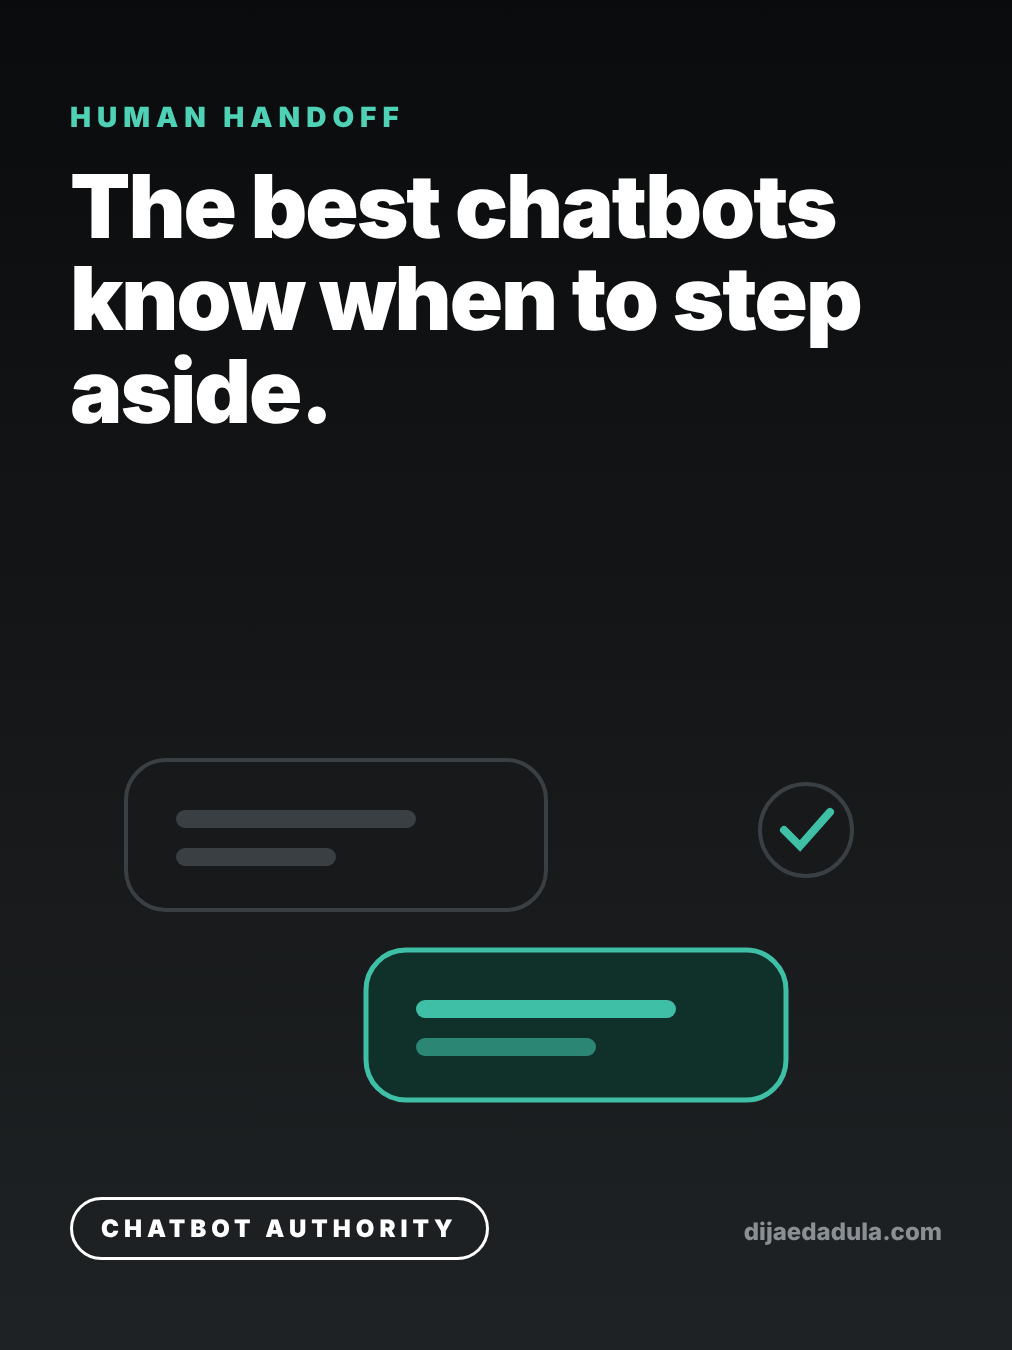 HUMAN HANDOFF
The best chatbots
know when to step
aside.
CHATBOT AUTHORITY
dijaedadula.com